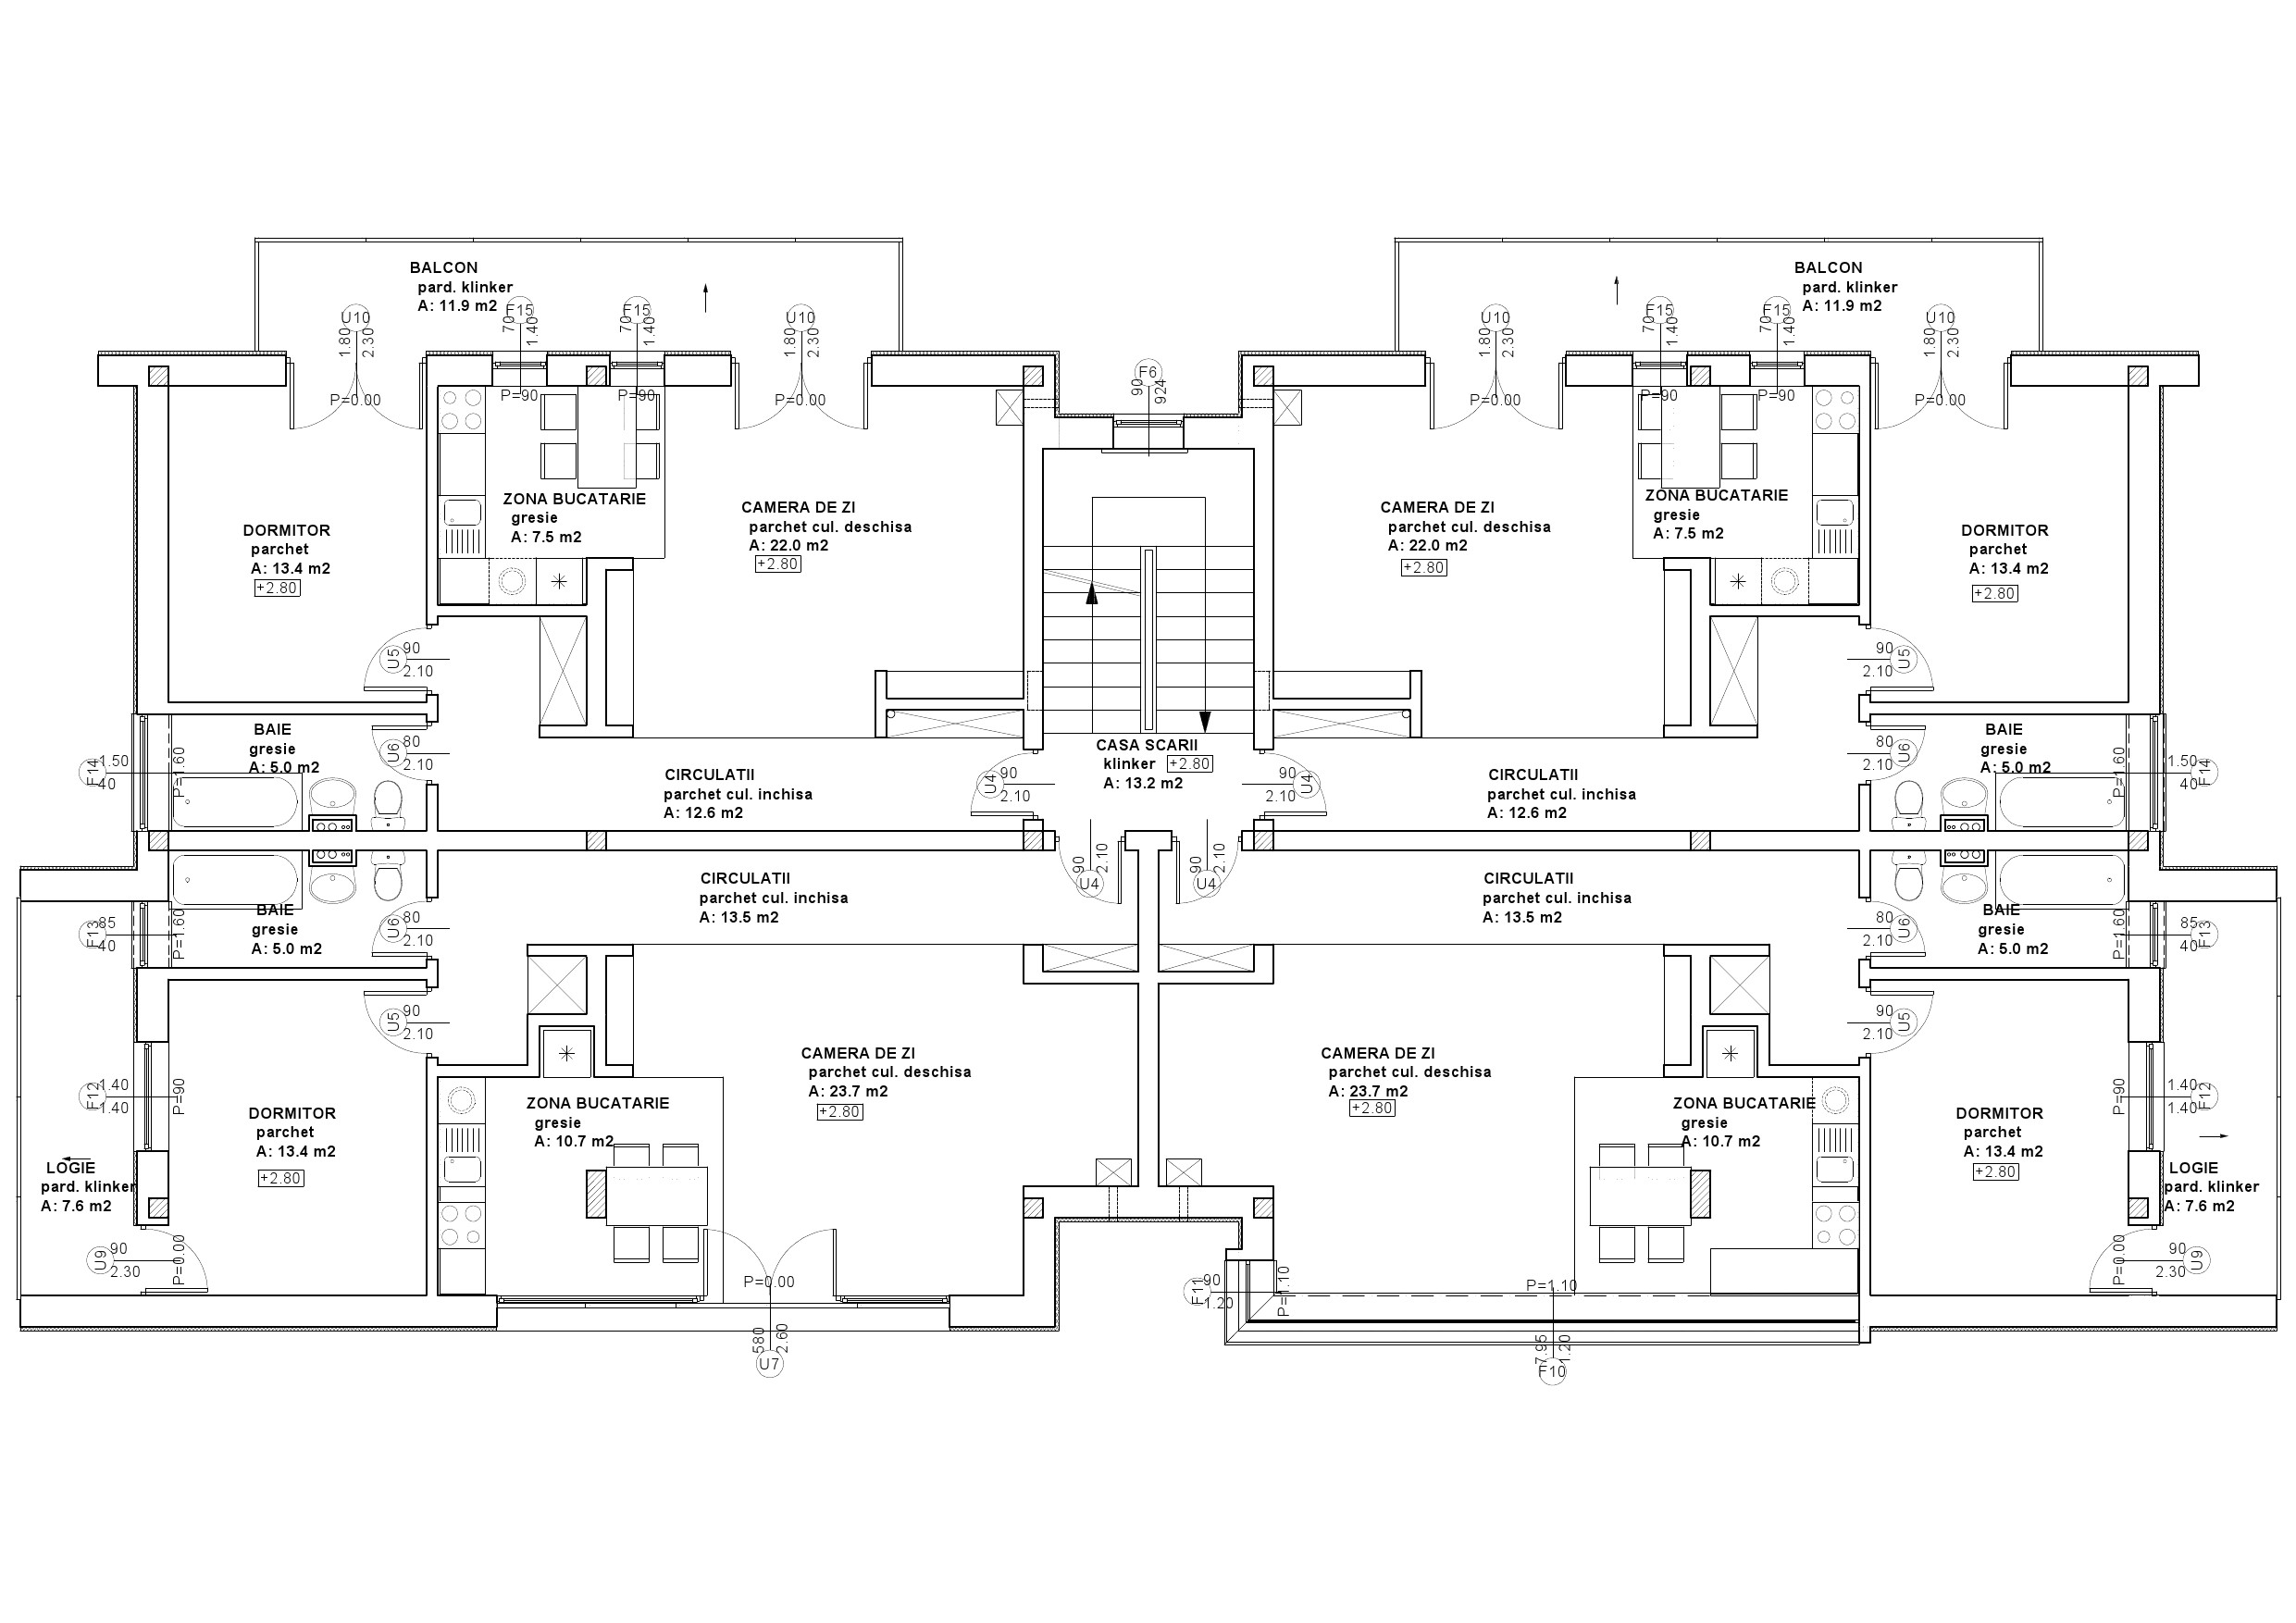 BALCON
pard. klinker
A: 11.9 m2
BALCON
pard. klinker
A: 11.9 m2
U10
1.80
2.30
P=0.00
F15
70
1.40
P=90
F15
70
1.40
P=90
U10
1.80
2.30
P=0.00
F6
90
924
U10
1.80
2.30
P=0.00
F15
70
1.40
P=90
F15
70
1.40
P=90
U10
1.80
2.30
P=0.00
DORMITOR
parchet
A: 13.4 m2
+2.80
ZONA BUCATARIE
gresie
A: 7.5 m2
CAMERA DE ZI
parchet cul. deschisa
A: 22.0 m2
+2.80
CAMERA DE ZI
parchet cul. deschisa
A: 22.0 m2
+2.80
ZONA BUCATARIE
gresie
A: 7.5 m2
DORMITOR
parchet
A: 13.4 m2
+2.80
U5
90
2.10
90
2.10
U5
BAIE
gresie
A: 5.0 m2
U6
80
2.10
F14
1.50
40
P=1.60
CIRCULATII
parchet cul. inchisa
A: 12.6 m2
U4
90
2.10
CASA SCARII
klinker
+2.80
A: 13.2 m2
90
2.10
U4
CIRCULATII
parchet cul. inchisa
A: 12.6 m2
80
2.10
U6
BAIE
gresie
A: 5.0 m2
P=1.60
1.50
40
F14
90
2.10
U4
90
2.10
U4
BAIE
gresie
A: 5.0 m2
F13
85
40
P=1.60
U6
80
2.10
CIRCULATII
parchet cul. inchisa
A: 13.5 m2
CIRCULATII
parchet cul. inchisa
A: 13.5 m2
80
2.10
U6
BAIE
gresie
A: 5.0 m2
P=1.60
85
40
F13
U5
90
2.10
90
2.10
U5
F12
1.40
1.40
P=90
DORMITOR
parchet
A: 13.4 m2
+2.80
ZONA BUCATARIE
gresie
A: 10.7 m2
CAMERA DE ZI
parchet cul. deschisa
A: 23.7 m2
+2.80
CAMERA DE ZI
parchet cul. deschisa
A: 23.7 m2
+2.80
ZONA BUCATARIE
gresie
A: 10.7 m2
DORMITOR
parchet
A: 13.4 m2
+2.80
P=90
1.40
1.40
F12
LOGIE
pard. klinker
A: 7.6 m2
LOGIE
pard. klinker
A: 7.6 m2
U9
90
2.30
P=0.00
P=0.00
580
2.60
U7
F11
90
1.20
P=1.10
P=1.10
7.95
1.20
F10
P=0.00
90
2.30
U9